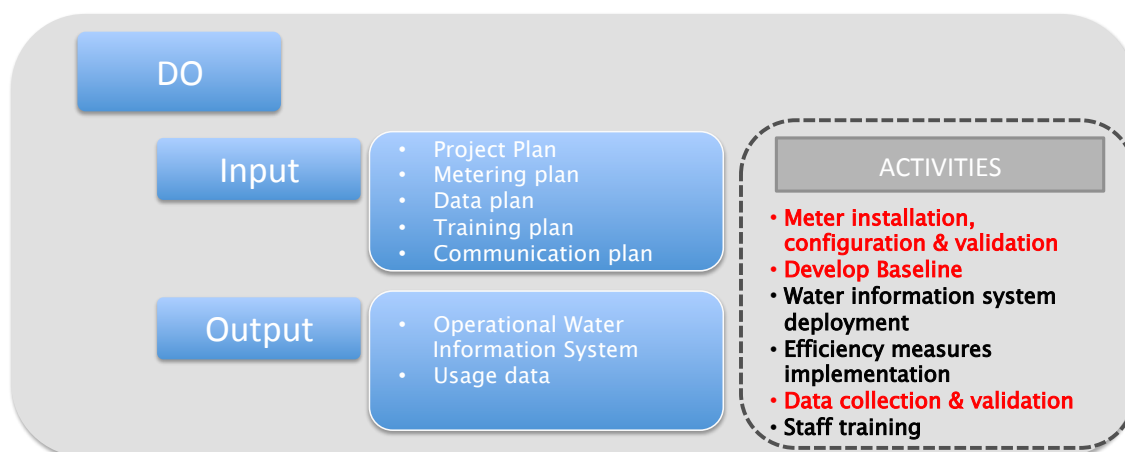 DO
Input
• Project Plan
• Metering plan
• Data plan
• Training plan
• Communication plan
Output
• Operational Water
Information System
• Usage data
ACTIVITIES
• Meter installation,
configuration & validation
• Develop Baseline
• Water information system
deployment
• Efficiency measures
implementation
• Data collection & validation
• Staff training